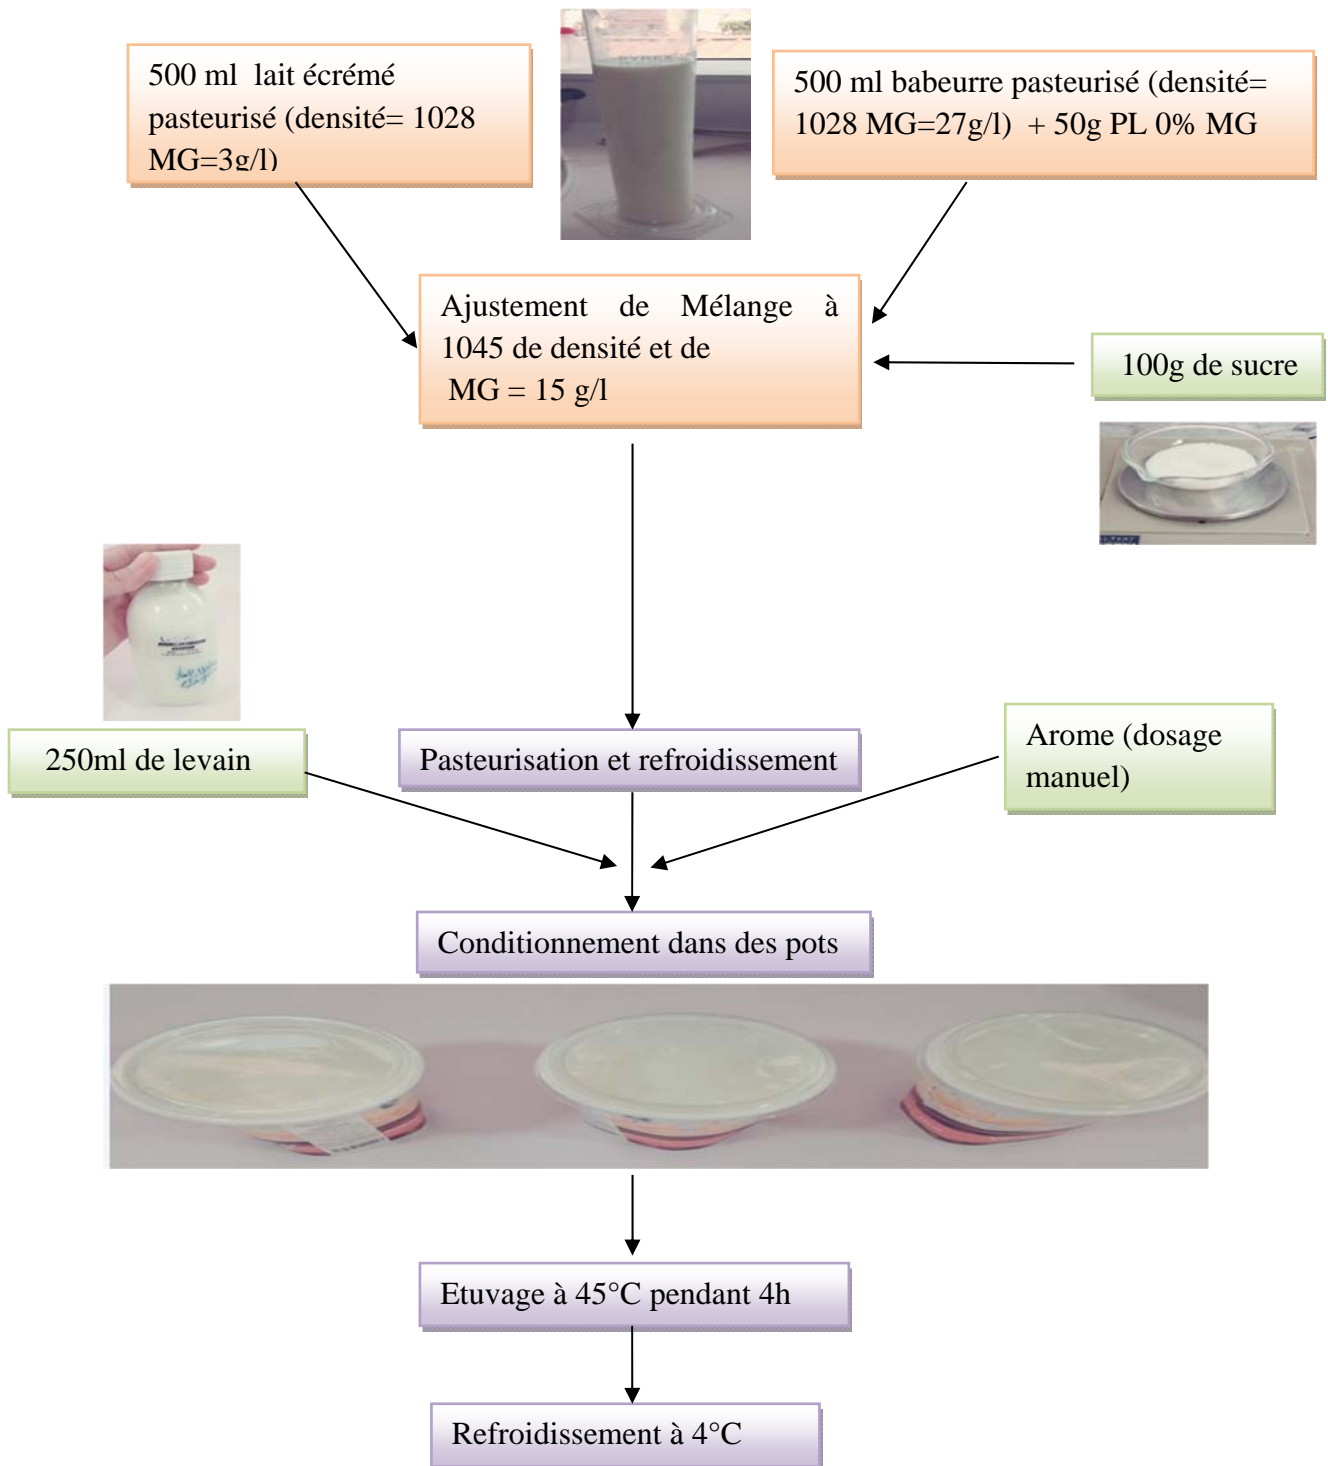 500 ml lait écrémé
pasteurisé (densité= 1028
MG=3g/l)
500 ml babeurre pasteurisé (densité=
1028 MG=27g/l) + 50g PL 0% MG
Ajustement de Mélange à
1045 de densité et de
MG = 15 g/l
100g de sucre
250ml de levain
Pasteurisation et refroidissement
Arome (dosage
manuel)
Conditionnement dans des pots
Etuvage à 45°C pendant 4h
Refroidissement à 4°C